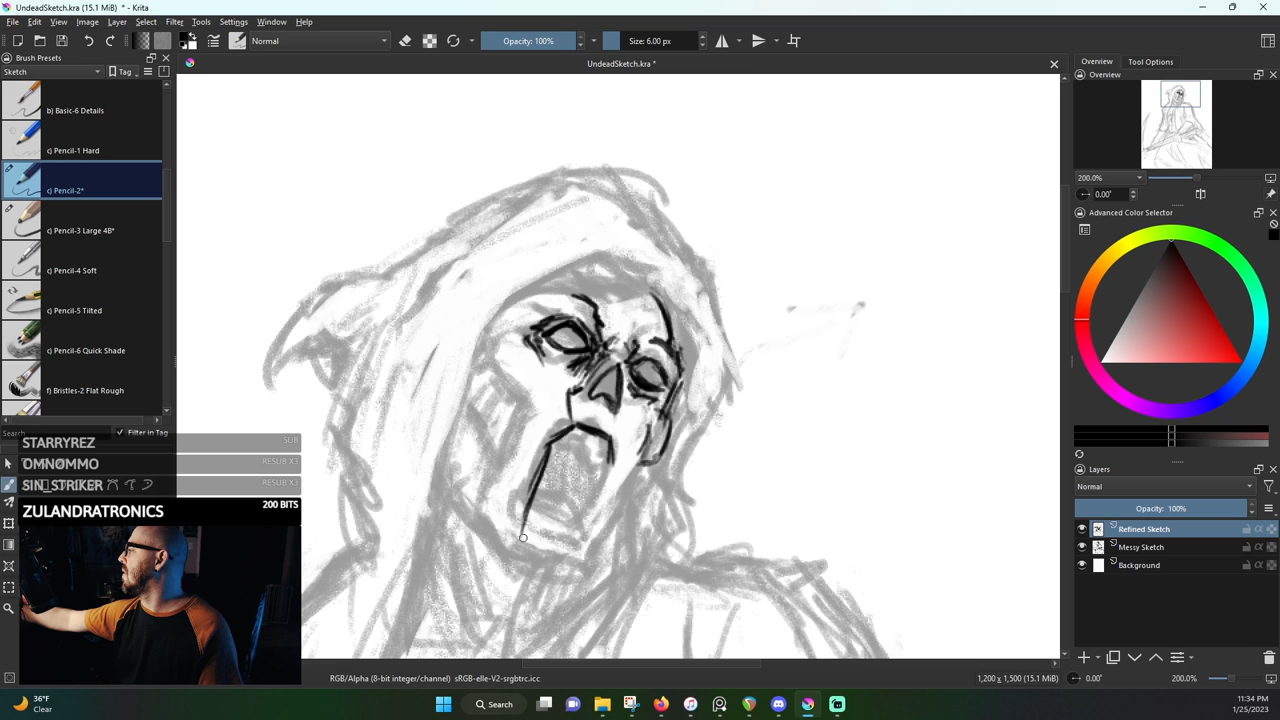 UndeadSketch.kra (15.1 MiB) * - Krita
File Edit View Image Layer Select Filter Tools Settings Window Help
Normal
Opacity: 100%
Size: 6.00 px
Brush Presets
Sketch
Tag
b) Basic-6 Details
c) Pencil-1 Hard
c) Pencil-2*
c) Pencil-3 Large 4B*
c) Pencil-4 Soft
c) Pencil-5 Tilted
c) Pencil-6 Quick Shade
f) Bristles-2 Flat Rough
Search
Filter in Tag
UndeadSketch.kra *
STARRYREZ SUB
OMNØMMO RESUB X3
SIN_STRIKER RESUB X3
ZULANDRATRONICS 200 BITS
Overview Tool Options
Overview
200.0%
0.00°
Advanced Color Selector
Layers
Normal
Opacity: 100%
Refined Sketch
Messy Sketch
Background
RGB/Alpha (8-bit integer/channel) sRGB-elle-V2-srgbtrc.icc
1,200 x 1,500 (15.1 MiB)
0.00°
200.0%
36°F
Clear
Search
11:34 PM
1/25/2023